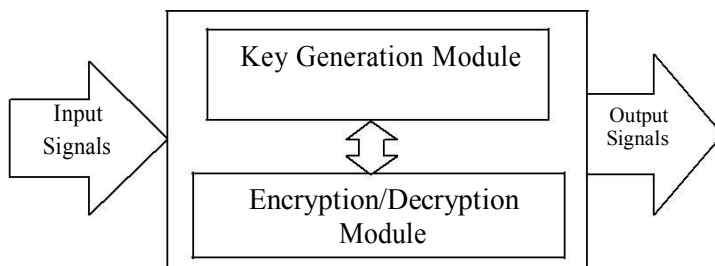 Key Generation Module
Input
Signals
Output
Signals
Encryption/Decryption
Module